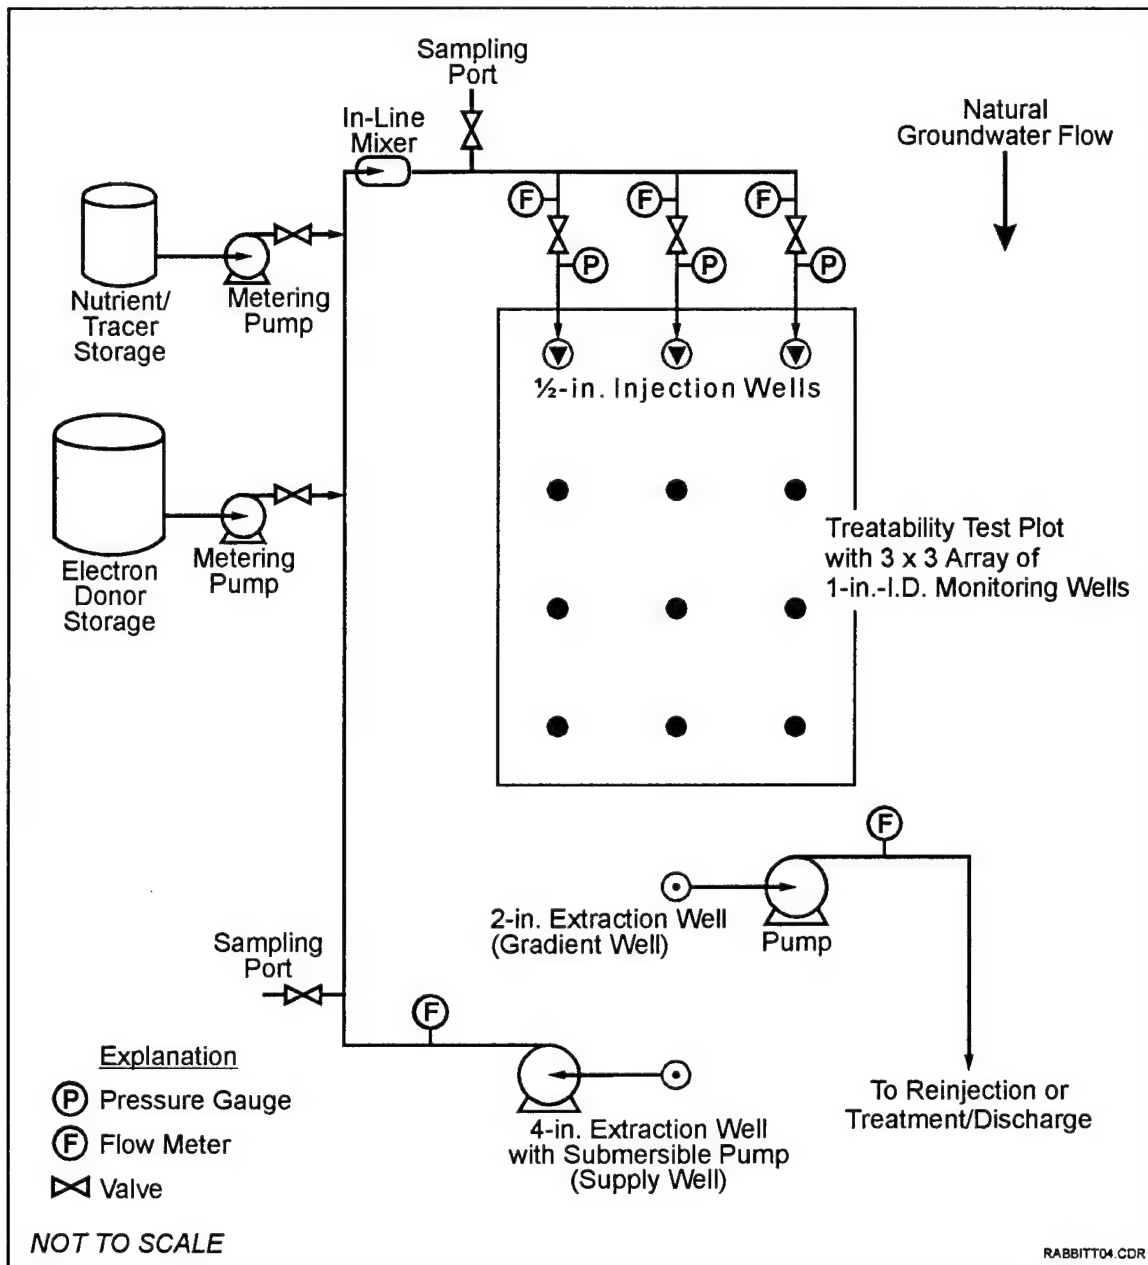 Sampling
Port
In-Line
Mixer
Natural
Groundwater Flow
F
F
F
P
P
P
Nutrient/
Tracer
Storage
Metering
Pump
½-in. Injection Wells
Electron
Donor
Storage
Metering
Pump
Treatability Test Plot
with 3 x 3 Array of
1-in.-I.D. Monitoring Wells
F
2-in. Extraction Well
(Gradient Well)
Pump
Sampling
Port
F
4-in. Extraction Well
with Submersible Pump
(Supply Well)
To Reinjection or
Treatment/Discharge
Explanation
P Pressure Gauge
F Flow Meter
Valve
NOT TO SCALE
RABBITT04.CDR